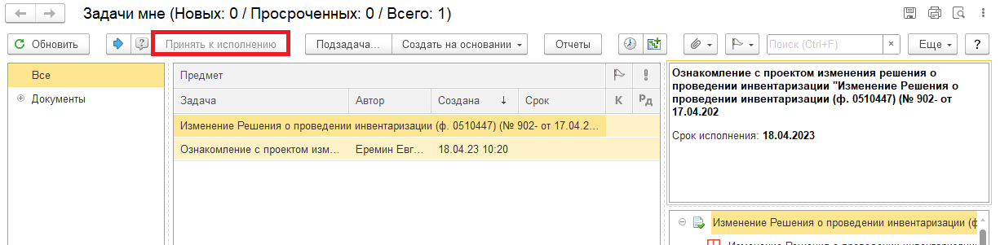 Задачи мне (Новых: 0 / Просроченных: 0 / Всего: 1)
Обновить Принять к исполнению Подзадача... Создать на основании Отчеты Поиск (Ctrl+F) × Еще ?
Все
Документы
Предмет
Задача Автор Создана ↓ Срок К Рд
Изменение Решения о проведении инвентаризации (ф. 0510447) (№ 902- от 17.04.2...
Ознакомление с проектом изм... Еремин Евг... 18.04.23 10:20
Ознакомление с проектом изменения решения о
проведении инвентаризации "Изменение Решения о
проведении инвентаризации (ф. 0510447) (№ 902- от
17.04.202
Срок исполнения: 18.04.2023
Изменение Решения о проведении инвентаризации (ф